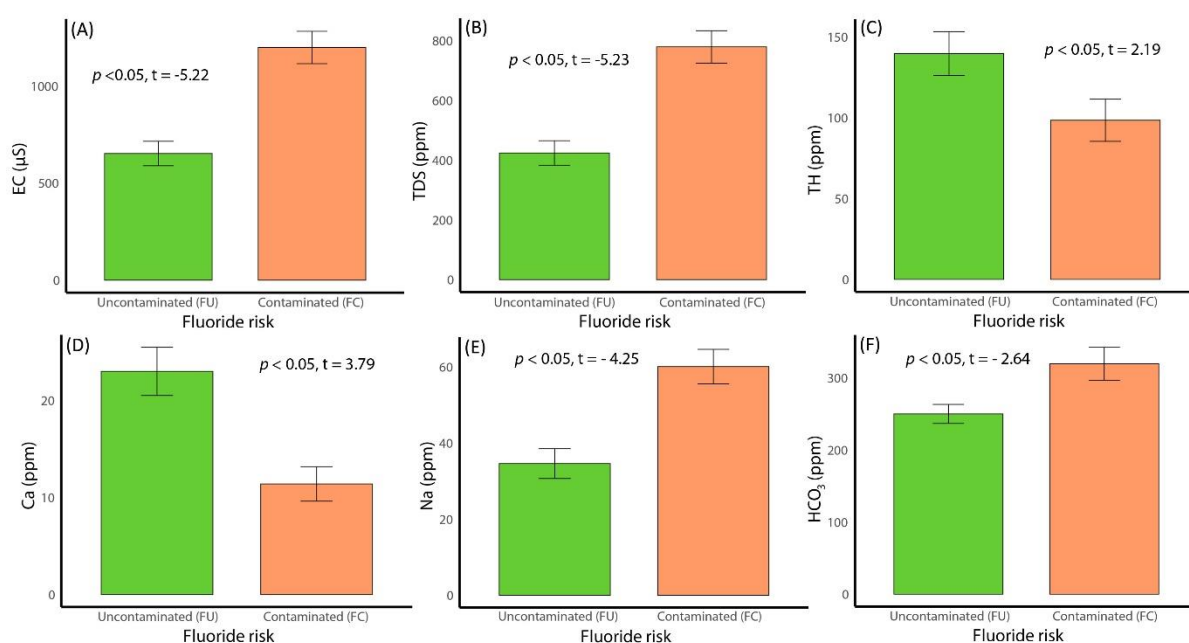 (A)
p <0.05, t = -5.22
EC (µS)
1000
500
0
Uncontaminated (FU) Contaminated (FC)
Fluoride risk
(B)
p < 0.05, t = -5.23
TDS (ppm)
800
600
400
200
0
Uncontaminated (FU) Contaminated (FC)
Fluoride risk
(C)
p < 0.05, t = 2.19
TH (ppm)
150
100
50
0
Uncontaminated (FU) Contaminated (FC)
Fluoride risk
(D)
p < 0.05, t = 3.79
Ca (ppm)
20
10
0
Uncontaminated (FU) Contaminated (FC)
Fluoride risk
(E)
p < 0.05, t = - 4.25
Na (ppm)
60
40
20
0
Uncontaminated (FU) Contaminated (FC)
Fluoride risk
(F)
p < 0.05, t = - 2.64
HCO₃ (ppm)
300
200
100
0
Uncontaminated (FU) Contaminated (FC)
Fluoride risk